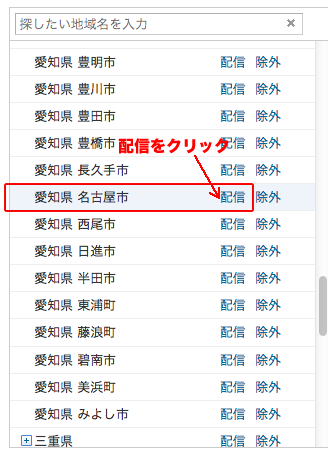 探したい地域名を入力 ×
愛知県 豊明市 配信 除外
愛知県 豊川市 配信 除外
愛知県 豊田市 配信 除外
愛知県 豊橋市 配信 除外
配信をクリック
愛知県 長久手市 配信 除外
愛知県 名古屋市 配信 除外
愛知県 西尾市 配信 除外
愛知県 日進市 配信 除外
愛知県 半田市 配信 除外
愛知県 東浦町 配信 除外
愛知県 藤浪町 配信 除外
愛知県 碧南市 配信 除外
愛知県 美浜町 配信 除外
愛知県 みよし市 配信 除外
三重県 配信 除外